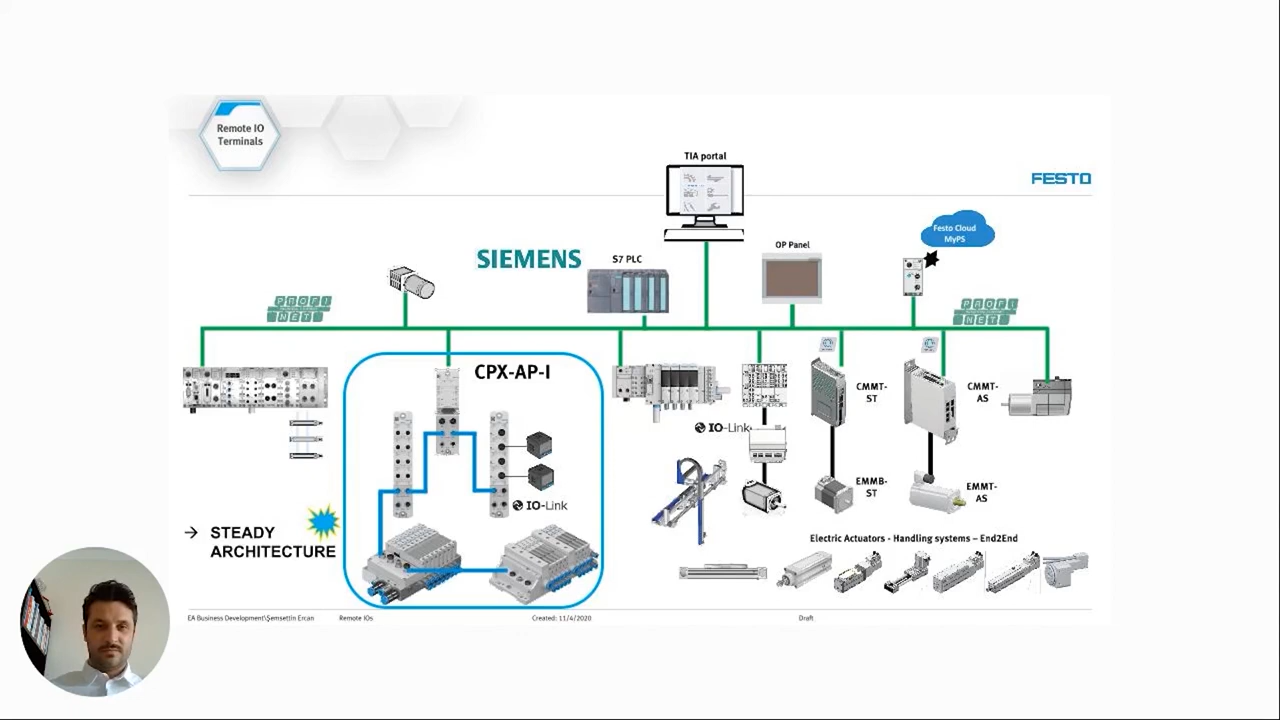 Remote IO
Terminals
TIA portal
FESTO
Festo Cloud
MyPS
OP Panel
SIEMENS
S7 PLC
PROFI
NET
PROFI
NET
CPX-AP-I
CMMT-
ST
CMMT-
AS
IO-Link
EMMB-
ST
EMMT-
AS
IO-Link
→ STEADY
ARCHITECTURE
Electric Actuators - Handling systems – End2End
EA Business Development\Şemsettin Ercan
Remote IOs
Created: 11/4/2020
Draft